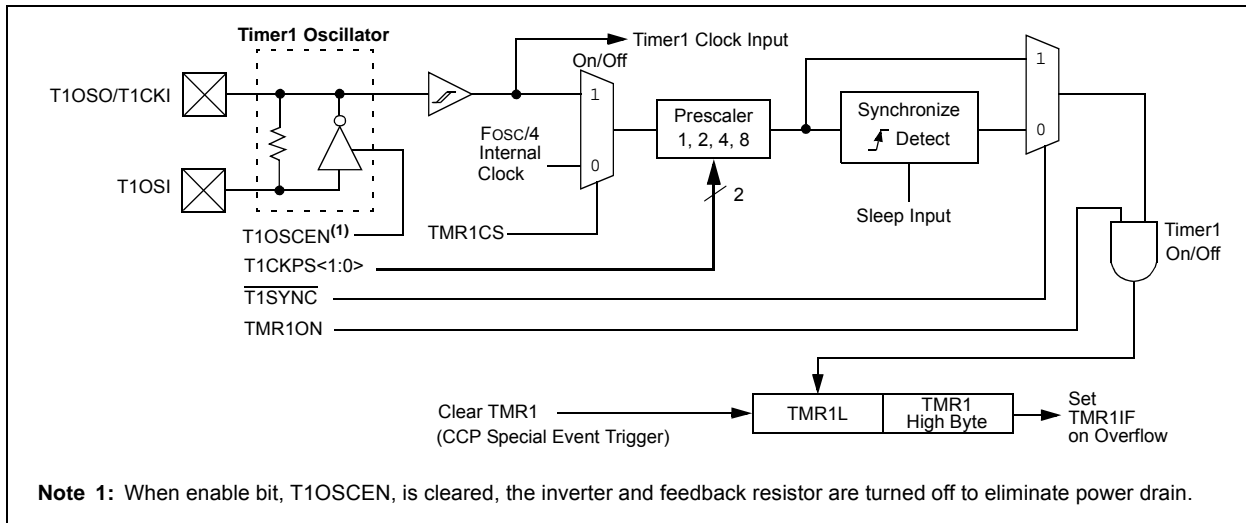 Timer1 Oscillator
Timer1 Clock Input
On/Off
T1OSO/T1CKI
1
1
Prescaler
1, 2, 4, 8
Synchronize
Detect
FOSC/4
Internal
Clock
0
0
T1OSI
2
Sleep Input
T1OSCEN(1)
TMR1CS
Timer1
On/Off
T1CKPS<1:0>
T1SYNC
TMR1ON
Clear TMR1
(CCP Special Event Trigger)
TMR1L
TMR1
High Byte
Set
TMR1IF
on Overflow
Note 1: When enable bit, T1OSCEN, is cleared, the inverter and feedback resistor are turned off to eliminate power drain.